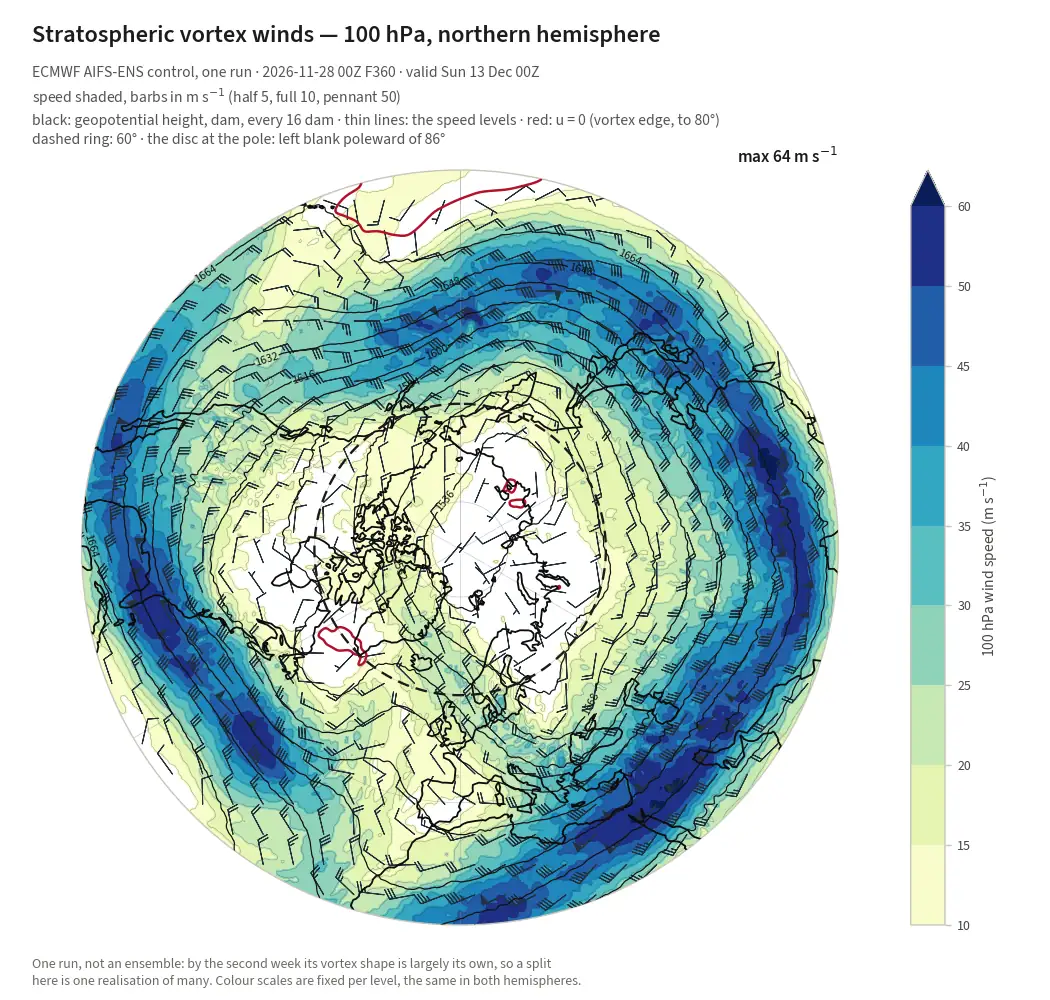 Stratospheric vortex winds — 100 hPa, northern hemisphere
ECMWF AIFS-ENS control, one run · 2026-11-28 00Z F360 · valid Sun 13 Dec 00Z
speed shaded, barbs in m s⁻¹ (half 5, full 10, pennant 50)
black: geopotential height, dam, every 16 dam · thin lines: the speed levels · red: u = 0 (vortex edge, to 80°)
dashed ring: 60° · the disc at the pole: left blank poleward of 86°
max 64 m s⁻¹
60
50
45
40
35
30
25
20
15
10
100 hPa wind speed (m s⁻¹)
1664
1664
1648
1632
1616
1600
1536
1664
One run, not an ensemble: by the second week its vortex shape is largely its own, so a split
here is one realisation of many. Colour scales are fixed per level, the same in both hemispheres.